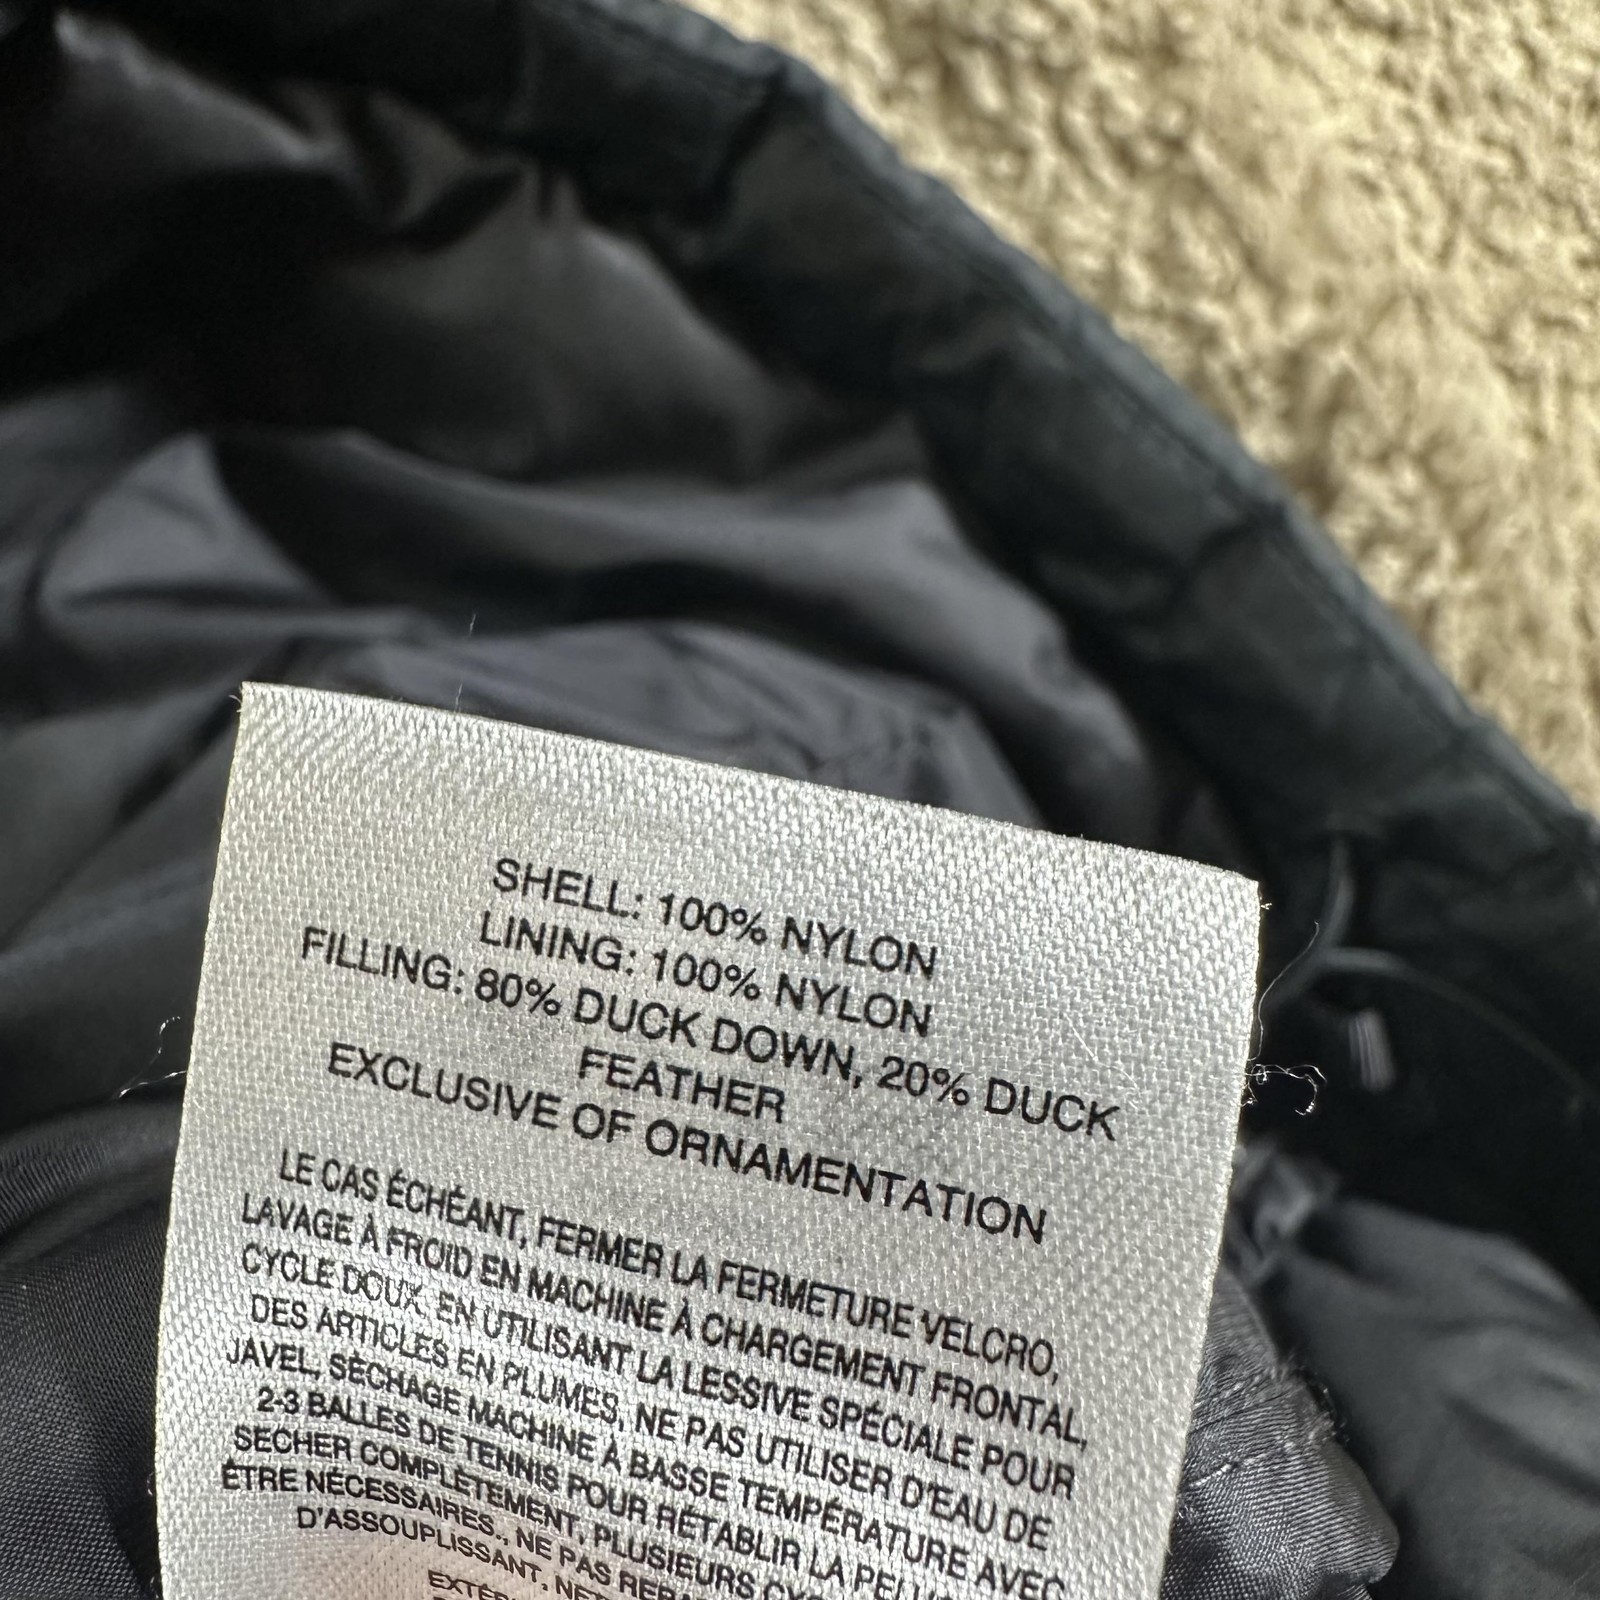 SHELL: 100% NYLON
LINING: 100% NYLON
FILLING: 80% DUCK DOWN, 20% DUCK
FEATHER
EXCLUSIVE OF ORNAMENTATION
LE CAS ÉCHÉANT, FERMER LA FERMETURE VELCRO,
LAVAGE À FROID EN MACHINE À CHARGEMENT FRONTAL,
CYCLE DOUX, EN UTILISANT LA LESSIVE SPÉCIALE POUR
DES ARTICLES EN PLUMES, NE PAS UTILISER D'EAU DE
JAVEL, SÉCHAGE MACHINE À BASSE TEMPÉRATURE AVEC
2-3 BALLES DE TENNIS POUR RÉTABLIR LA
SÉCHER COMPLÈTEMENT, PLUSIEURS
ÊTRE NÉCESSAIRES., NE PAS
D'ASSOUPLISSANT,